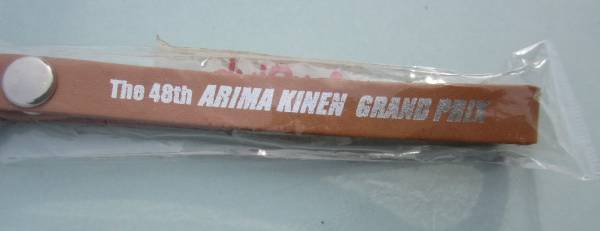 The 48th ARIMA KINEN GRAND PRIX